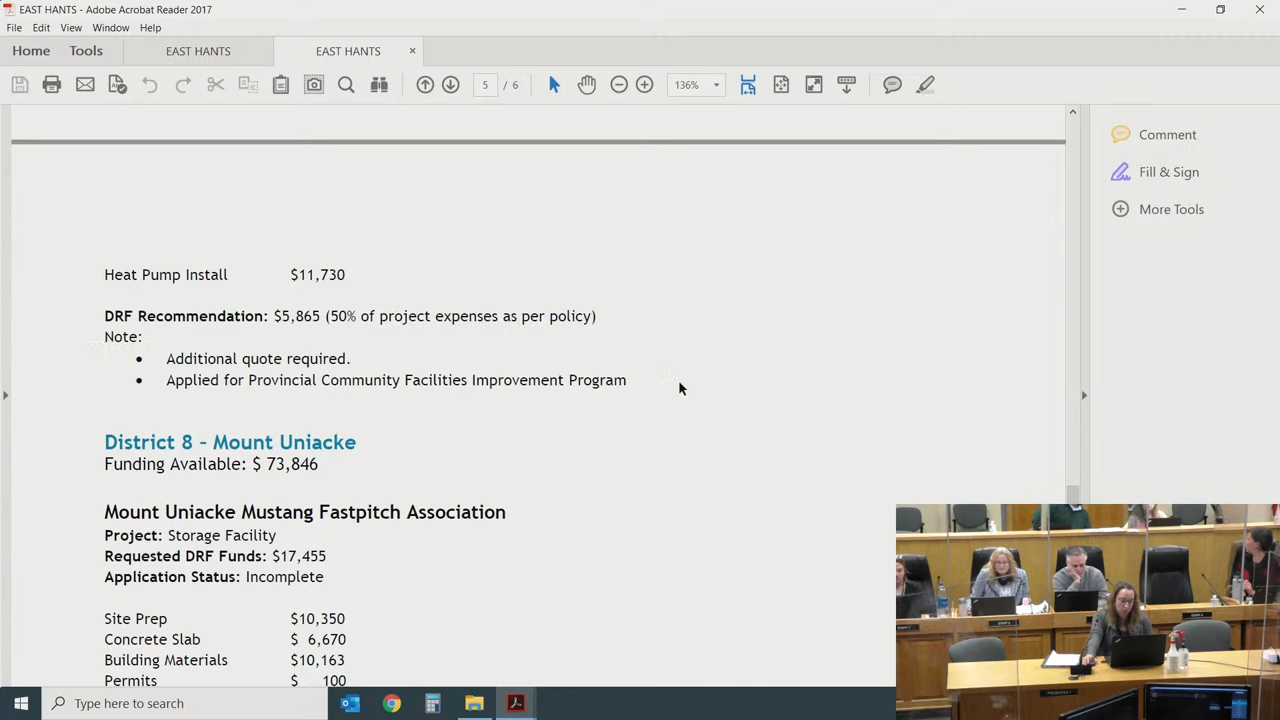 EAST HANTS - Adobe Acrobat Reader 2017
File Edit View Window Help
Home Tools EAST HANTS EAST HANTS ×
5 / 6 136%
Comment
Fill & Sign
More Tools
Heat Pump Install $11,730
DRF Recommendation: $5,865 (50% of project expenses as per policy)
Note:
• Additional quote required.
• Applied for Provincial Community Facilities Improvement Program
District 8 – Mount Uniacke
Funding Available: $ 73,846
Mount Uniacke Mustang Fastpitch Association
Project: Storage Facility
Requested DRF Funds: $17,455
Application Status: Incomplete
Site Prep $10,350
Concrete Slab $ 6,670
Building Materials $10,163
Permits $ 100
Type here to search